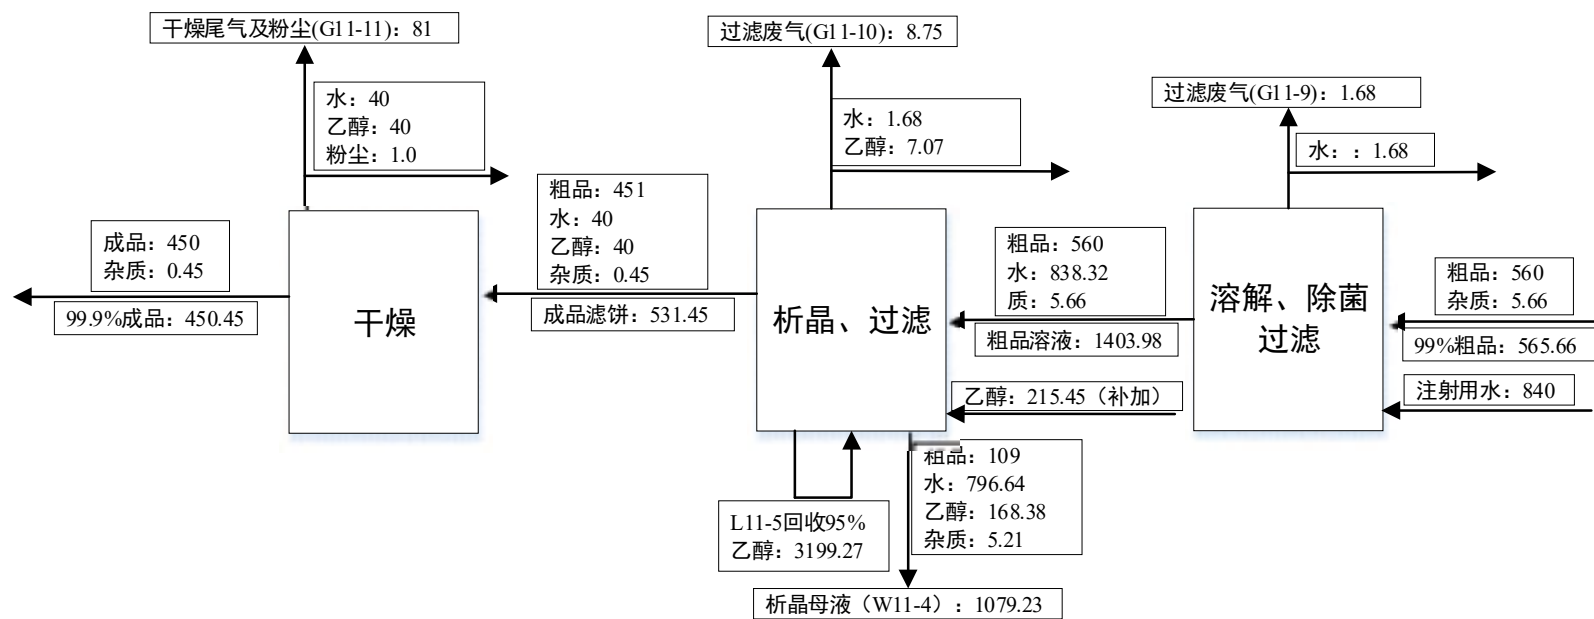 干燥尾气及粉尘(G11-11)：81
水：40
乙醇：40
粉尘：1.0
过滤废气(G11-10)：8.75
水：1.68
乙醇：7.07
过滤废气(G11-9)：1.68
水：：1.68
成品：450
杂质：0.45
99.9%成品：450.45
干燥
粗品：451
水：40
乙醇：40
杂质：0.45
成品滤饼：531.45
析晶、过滤
粗品：560
水：838.32
质：5.66
粗品溶液：1403.98
乙醇：215.45（补加）
溶解、除菌
过滤
粗品：560
杂质：5.66
99%粗品：565.66
注射用水：840
L11-5回收95%
乙醇：3199.27
粗品：109
水：796.64
乙醇：168.38
杂质：5.21
析晶母液（W11-4）：1079.23